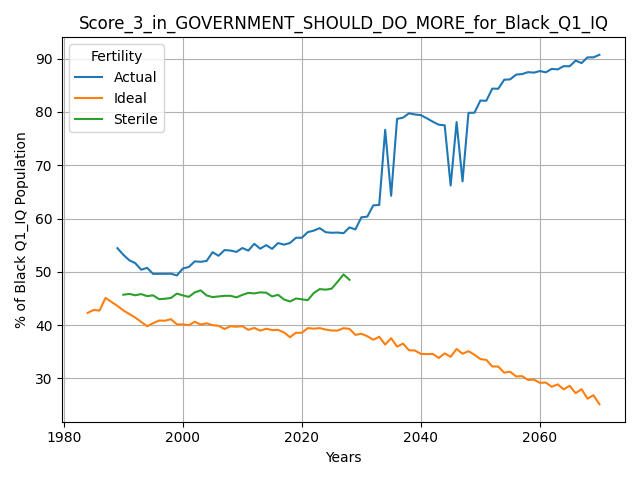 Score_3_in_GOVERNMENT_SHOULD_DO_MORE_for_Black_Q1_IQ
Fertility
Actual
Ideal
Sterile
% of Black Q1_IQ Population
90
80
70
60
50
40
30
1980
2000
2020
2040
2060
Years